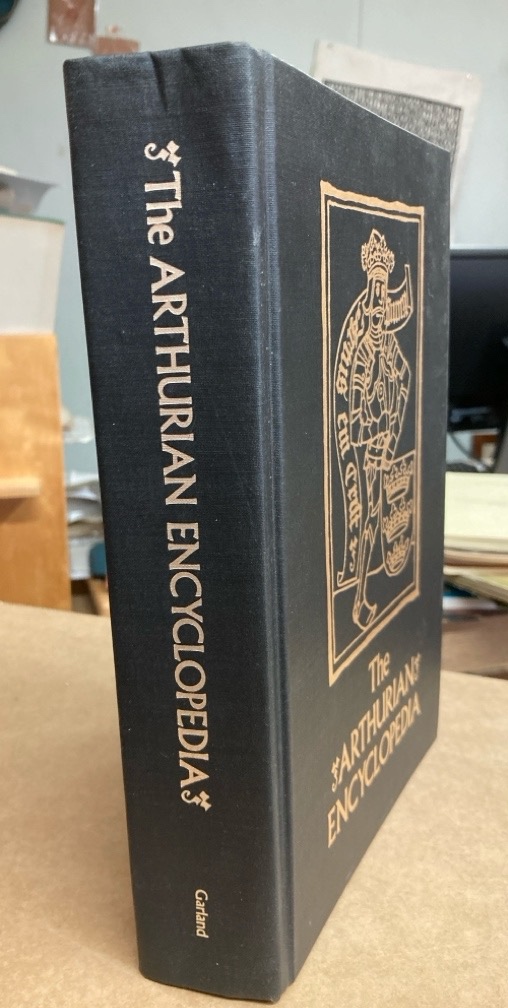 The ARTHURIAN ENCYCLOPEDIA
Garland
The
ARTHURIAN
ENCYCLOPEDIA